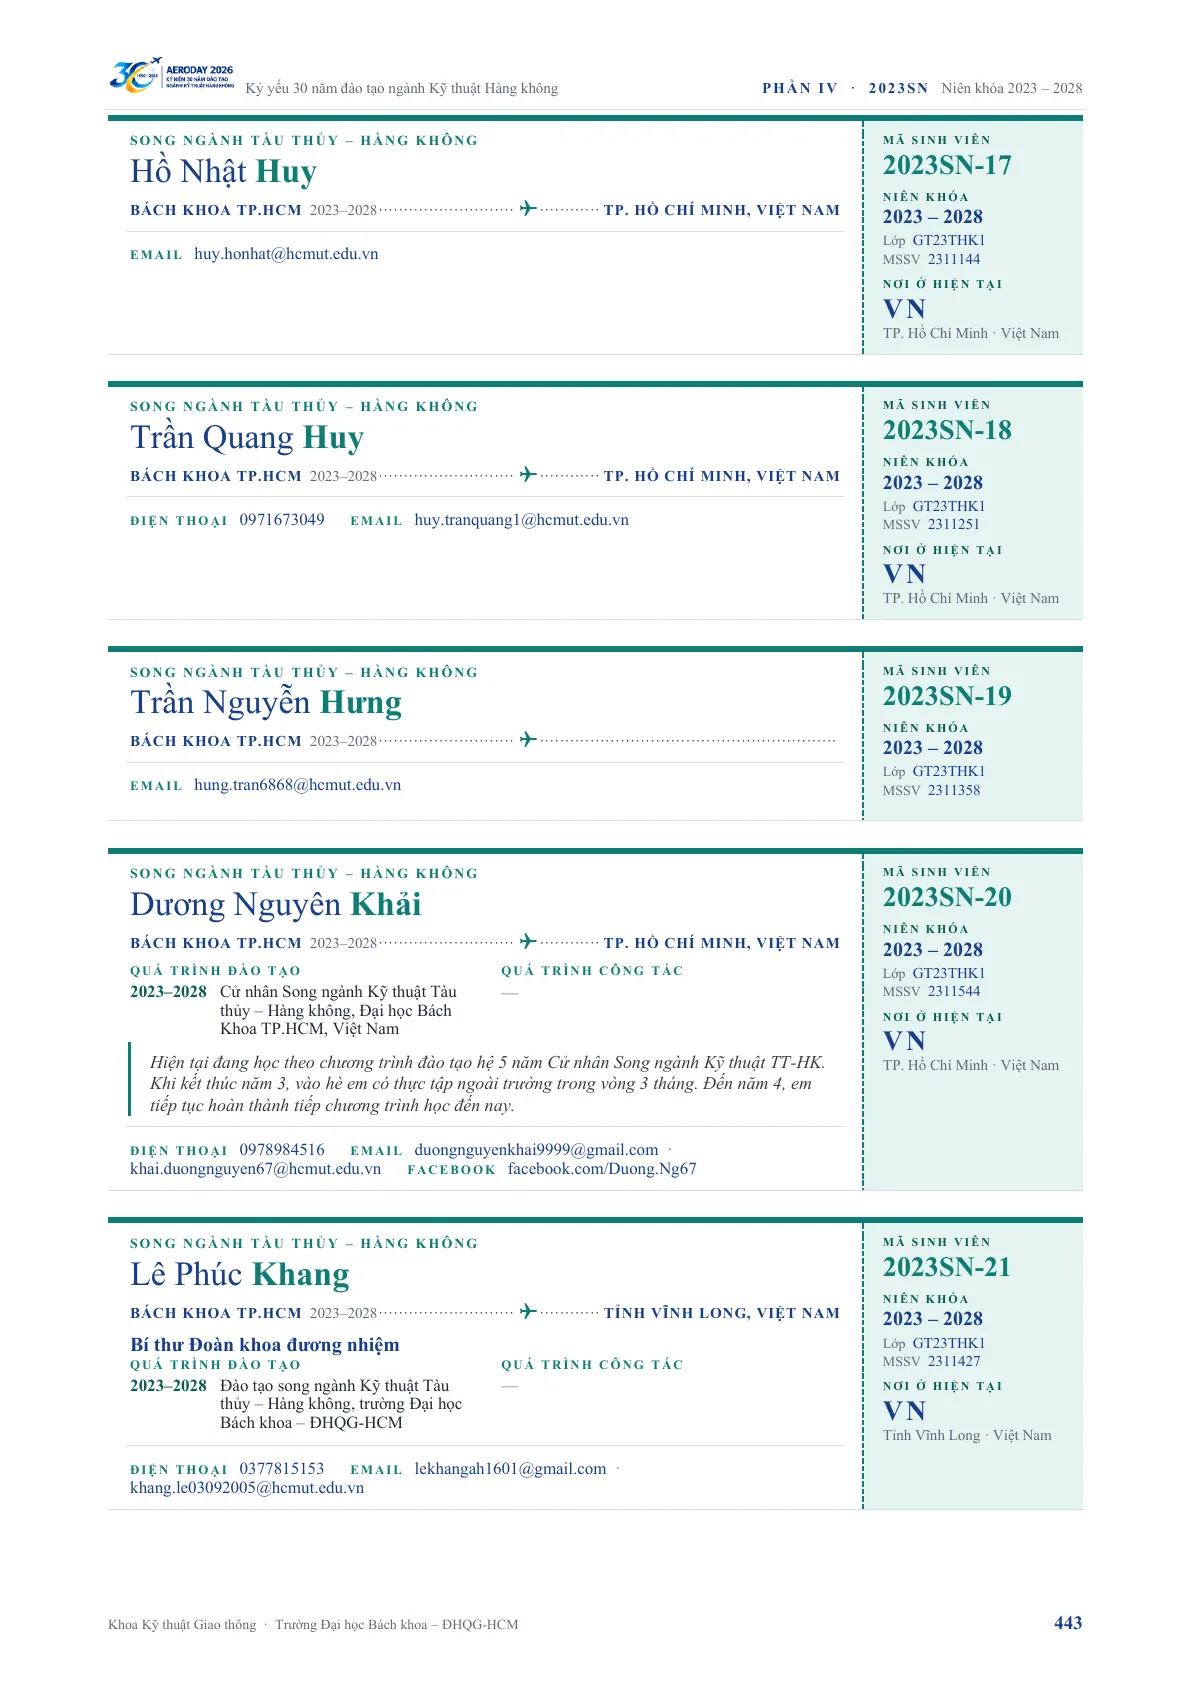 AERODAY 2026
1996 - 2026
KỶ NIỆM 30 NĂM ĐÀO TẠO
NGÀNH KỸ THUẬT HÀNG KHÔNG
Kỷ yếu 30 năm đào tạo ngành Kỹ thuật Hàng không
PHẦN IV · 2023SN Niên khóa 2023 – 2028
SONG NGÀNH TÀU THỦY – HÀNG KHÔNG
Hồ Nhật Huy
BÁCH KHOA TP.HCM 2023–2028 TP. HỒ CHÍ MINH, VIỆT NAM
EMAIL huy.honhat@hcmut.edu.vn
MÃ SINH VIÊN
2023SN-17
NIÊN KHÓA
2023 – 2028
Lớp GT23THK1
MSSV 2311144
NƠI Ở HIỆN TẠI
VN
TP. Hồ Chí Minh · Việt Nam
SONG NGÀNH TÀU THỦY – HÀNG KHÔNG
Trần Quang Huy
BÁCH KHOA TP.HCM 2023–2028 TP. HỒ CHÍ MINH, VIỆT NAM
ĐIỆN THOẠI 0971673049 EMAIL huy.tranquang1@hcmut.edu.vn
MÃ SINH VIÊN
2023SN-18
NIÊN KHÓA
2023 – 2028
Lớp GT23THK1
MSSV 2311251
NƠI Ở HIỆN TẠI
VN
TP. Hồ Chí Minh · Việt Nam
SONG NGÀNH TÀU THỦY – HÀNG KHÔNG
Trần Nguyễn Hưng
BÁCH KHOA TP.HCM 2023–2028
EMAIL hung.tran6868@hcmut.edu.vn
MÃ SINH VIÊN
2023SN-19
NIÊN KHÓA
2023 – 2028
Lớp GT23THK1
MSSV 2311358
SONG NGÀNH TÀU THỦY – HÀNG KHÔNG
Dương Nguyên Khải
BÁCH KHOA TP.HCM 2023–2028 TP. HỒ CHÍ MINH, VIỆT NAM
QUÁ TRÌNH ĐÀO TẠO
2023–2028 Cử nhân Song ngành Kỹ thuật Tàu
thủy – Hàng không, Đại học Bách
Khoa TP.HCM, Việt Nam
QUÁ TRÌNH CÔNG TÁC
—
Hiện tại đang học theo chương trình đào tạo hệ 5 năm Cử nhân Song ngành Kỹ thuật TT-HK.
Khi kết thúc năm 3, vào hè em có thực tập ngoài trường trong vòng 3 tháng. Đến năm 4, em
tiếp tục hoàn thành tiếp chương trình học đến nay.
ĐIỆN THOẠI 0978984516 EMAIL duongnguyenkhai9999@gmail.com ·
khai.duongnguyen67@hcmut.edu.vn FACEBOOK facebook.com/Duong.Ng67
MÃ SINH VIÊN
2023SN-20
NIÊN KHÓA
2023 – 2028
Lớp GT23THK1
MSSV 2311544
NƠI Ở HIỆN TẠI
VN
TP. Hồ Chí Minh · Việt Nam
SONG NGÀNH TÀU THỦY – HÀNG KHÔNG
Lê Phúc Khang
BÁCH KHOA TP.HCM 2023–2028 TỈNH VĨNH LONG, VIỆT NAM
Bí thư Đoàn khoa đương nhiệm
QUÁ TRÌNH ĐÀO TẠO
2023–2028 Đào tạo song ngành Kỹ thuật Tàu
thủy – Hàng không, trường Đại học
Bách khoa – ĐHQG-HCM
QUÁ TRÌNH CÔNG TÁC
—
ĐIỆN THOẠI 0377815153 EMAIL lekhangah1601@gmail.com ·
khang.le03092005@hcmut.edu.vn
MÃ SINH VIÊN
2023SN-21
NIÊN KHÓA
2023 – 2028
Lớp GT23THK1
MSSV 2311427
NƠI Ở HIỆN TẠI
VN
Tỉnh Vĩnh Long · Việt Nam
Khoa Kỹ thuật Giao thông · Trường Đại học Bách khoa – ĐHQG-HCM
443